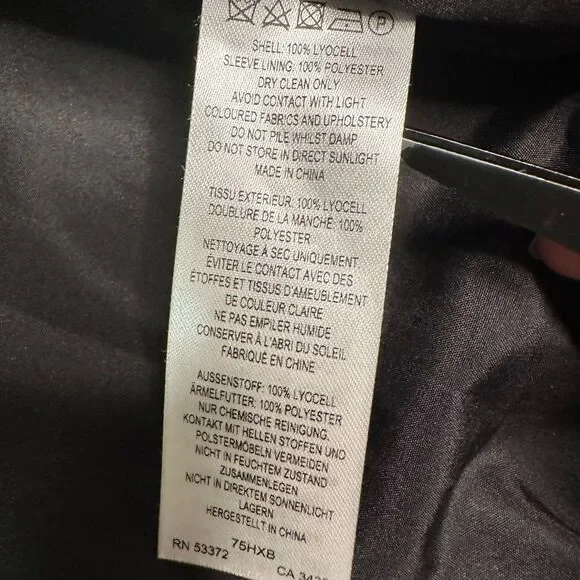 P
SHELL: 100% LYOCELL
SLEEVE LINING: 100% POLYESTER
DRY CLEAN ONLY
AVOID CONTACT WITH LIGHT
COLOURED FABRICS AND UPHOLSTERY
DO NOT PILE WHILST DAMP
DO NOT STORE IN DIRECT SUNLIGHT
MADE IN CHINA
TISSU EXTERIEUR: 100% LYOCELL
DOUBLURE DE LA MANCHE: 100%
POLYESTER
NETTOYAGE À SEC UNIQUEMENT
ÉVITER LE CONTACT AVEC DES
ÉTOFFES ET TISSUS D'AMEUBLEMENT
DE COULEUR CLAIRE
NE PAS EMPILER HUMIDE
CONSERVER À L'ABRI DU SOLEIL
FABRIQUÉ EN CHINE
AUSSENSTOFF: 100% LYOCELL
ÄRMELFUTTER: 100% POLYESTER
NUR CHEMISCHE REINIGUNG.
KONTAKT MIT HELLEN STOFFEN UND
POLSTERMÖBELN VERMEIDEN
NICHT IN FEUCHTEM ZUSTAND
ZUSAMMENLEGEN
NICHT IN DIREKTEM SONNENLICHT
LAGERN
HERGESTELLT IN CHINA
75HXB
RN 53372 CA